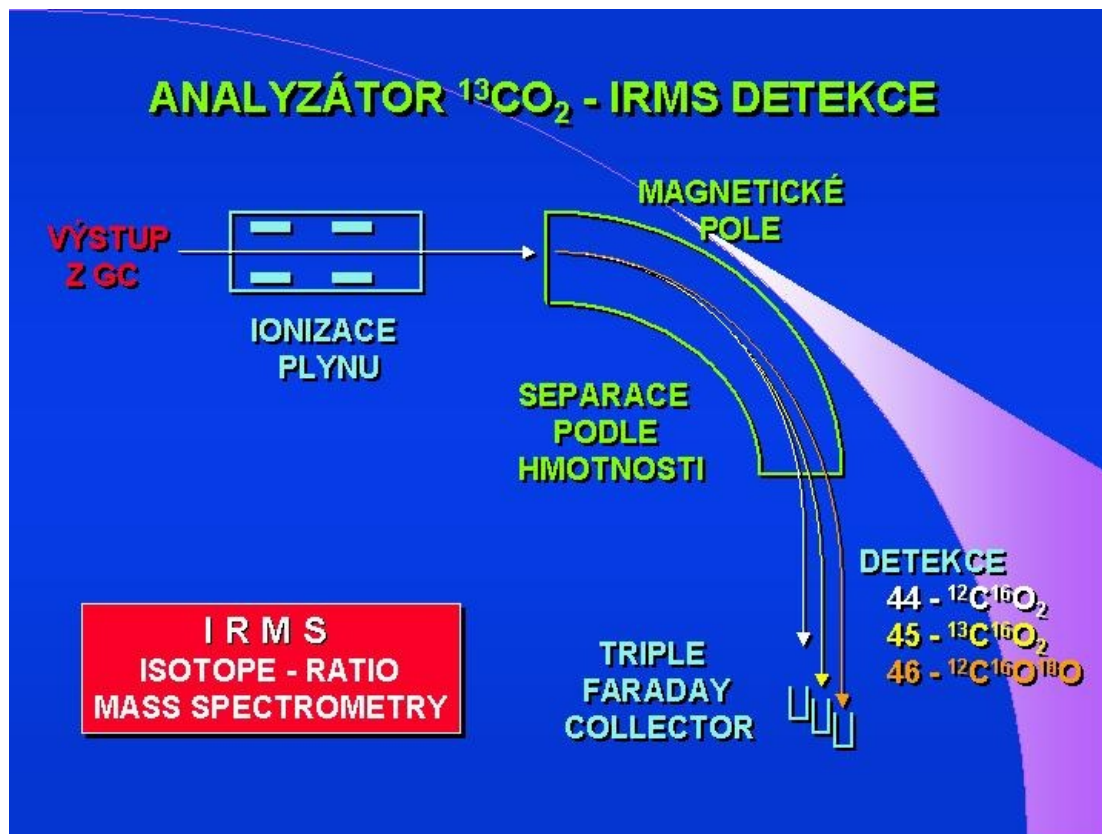 ANALYZÁTOR ¹³CO₂ - IRMS DETEKCE
MAGNETICKÉ
POLE
VÝSTUP
Z GC
IONIZACE
PLYNU
SEPARACE
PODLE
HMOTNOSTI
DETEKCE
44 - ¹²C¹⁶O₂
45 - ¹³C¹⁶O₂
46 - ¹²C¹⁶O¹⁸O
I R M S
ISOTOPE - RATIO
MASS SPECTROMETRY
TRIPLE
FARADAY
COLLECTOR